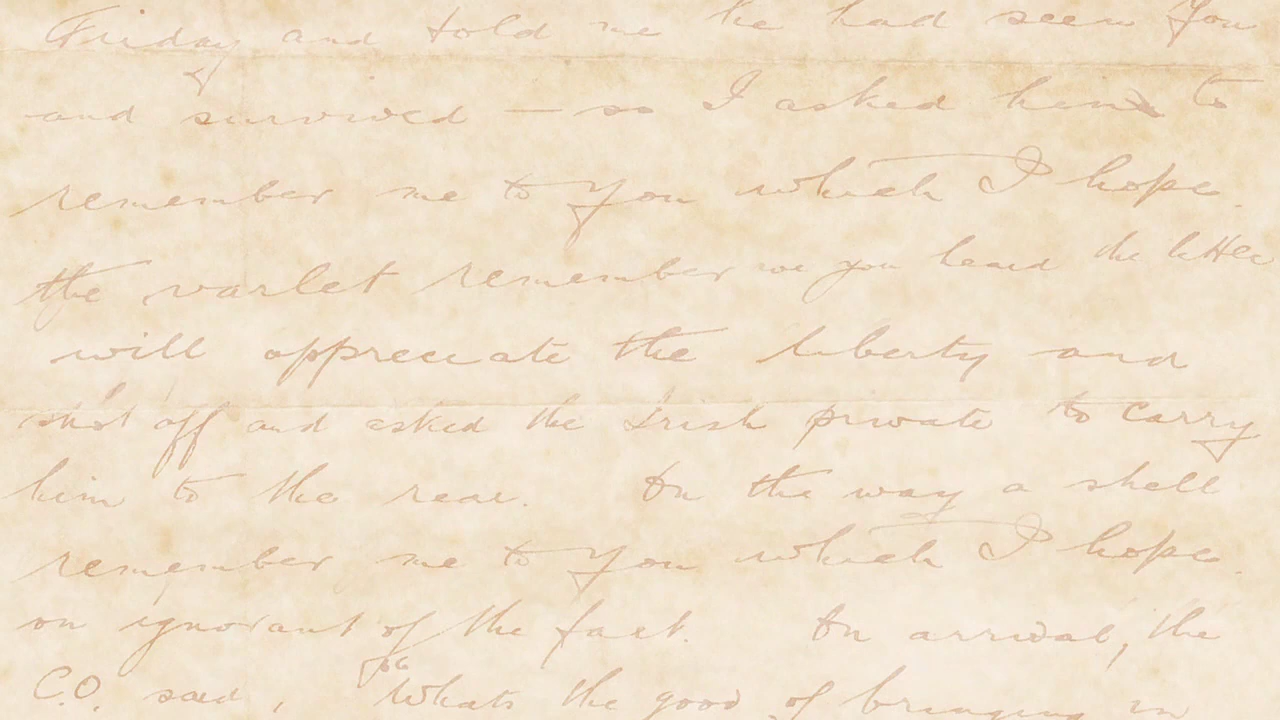 Friday and told me he had seen you
and survived — so I asked him to
remember me to you which I hope
the varlet remember we you heard the letter
will appreciate the liberty and
shot off and asked the Irish private to carry
him to the rear. On the way a shell
remember me to you which I hope
on ignorant of the fact. On arrival, the
C.O. said, "Whats the good of bringing in